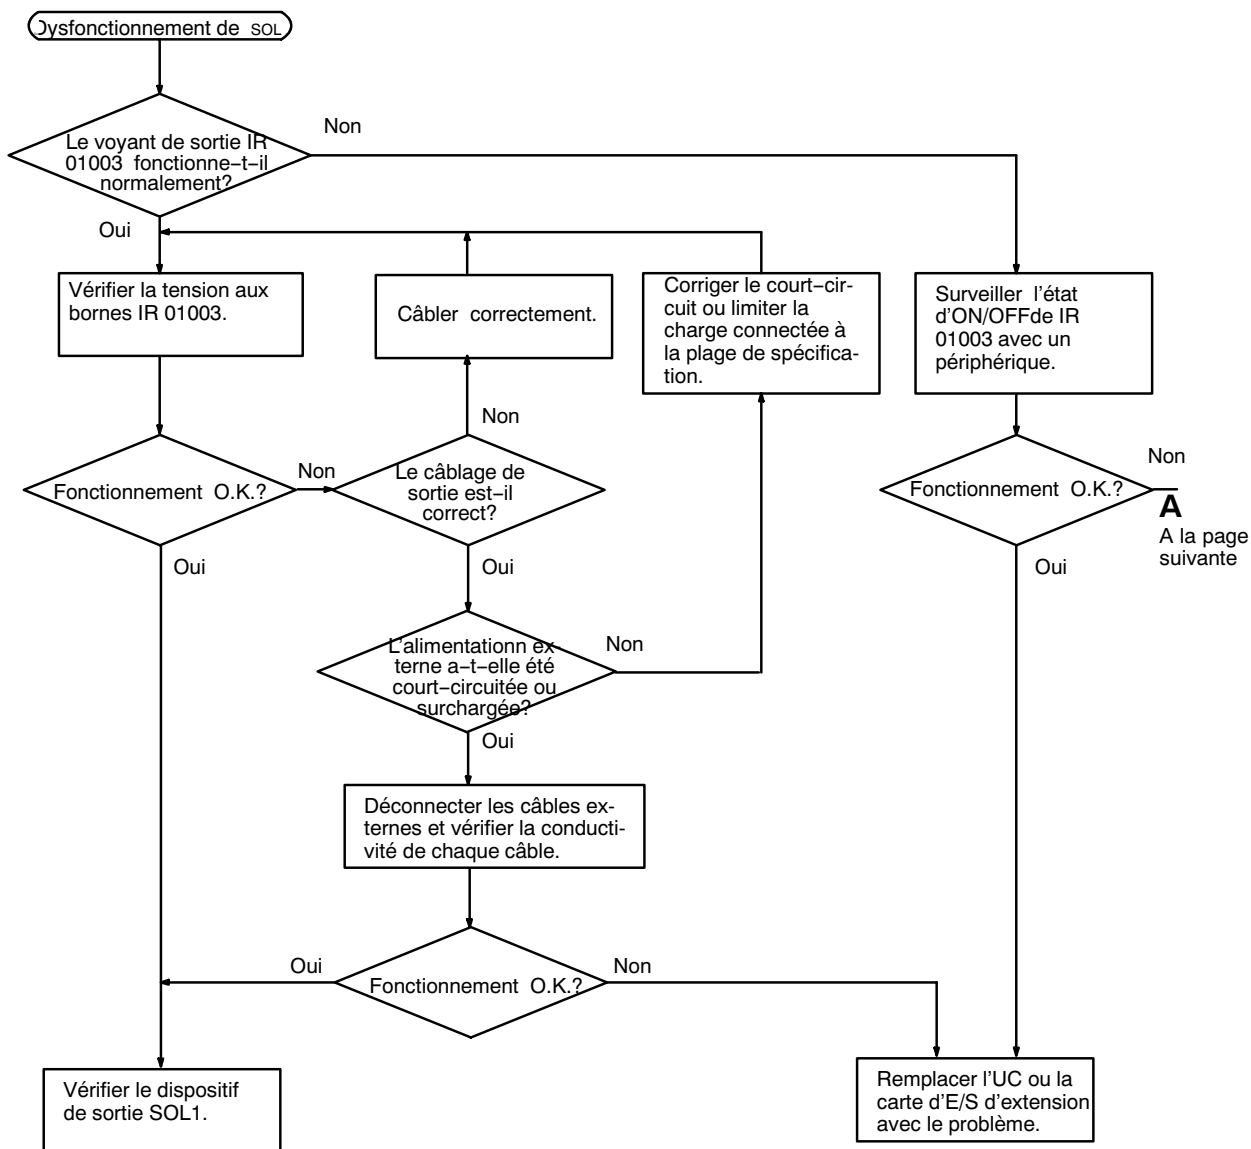 Dysfonctionnement de SOL
Non
Le voyant de sortie IR
01003 fonctionne-t-il
normalement?
Oui
Vérifier la tension aux
bornes IR 01003.
Câbler correctement.
Corriger le court-cir-
cuit ou limiter la
charge connectée à
la plage de spécifica-
tion.
Surveiller l'état
d'ON/OFFde IR
01003 avec un
périphérique.
Non
Non
Fonctionnement O.K.?
Non
Le câblage de
sortie est-il
correct?
Fonctionnement O.K.?
A
A la page
suivante
Oui
Oui
Oui
L'alimentationn ex-
terne a-t-elle été
court-circuitée ou
surchargée?
Non
Oui
Déconnecter les câbles ex-
ternes et vérifier la conducti-
vité de chaque câble.
Oui
Non
Fonctionnement O.K.?
Vérifier le dispositif
de sortie SOL1.
Remplacer l'UC ou la
carte d'E/S d'extension
avec le problème.